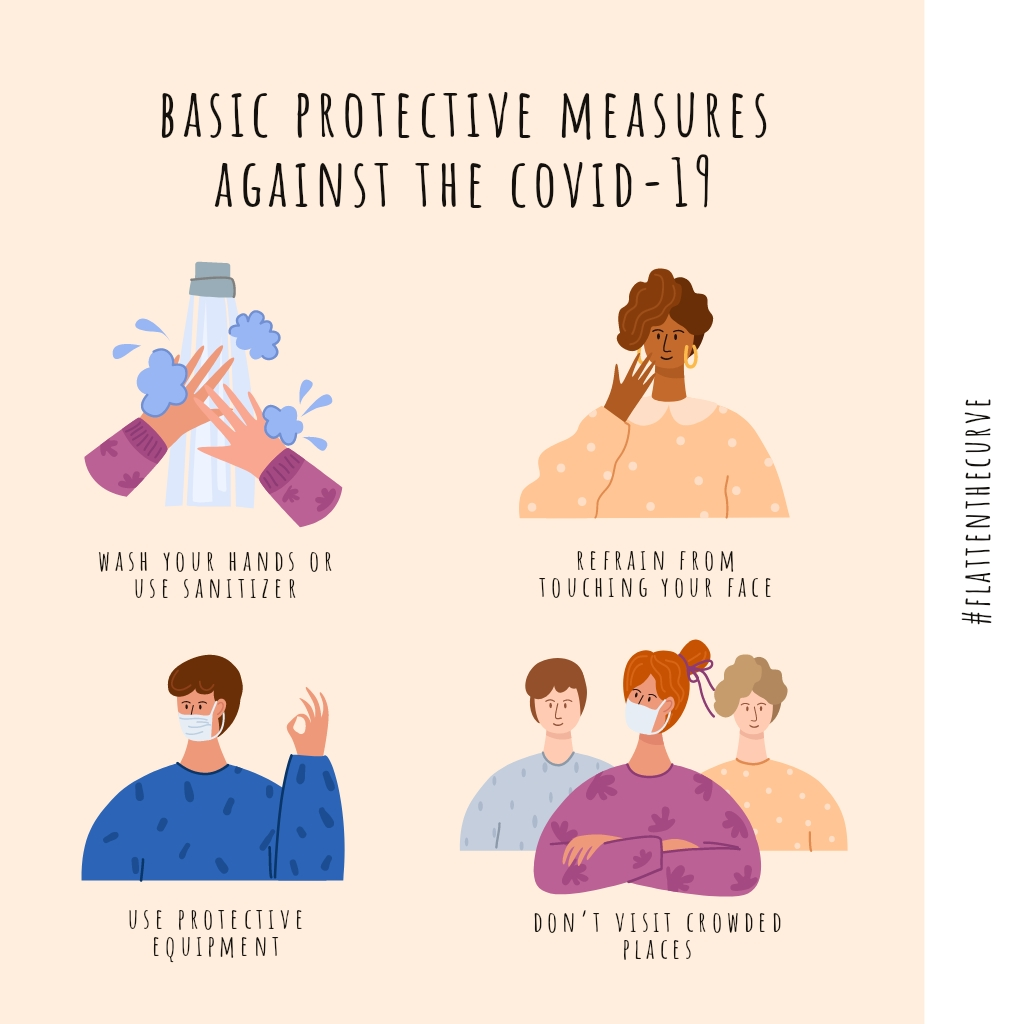 BASIC PROTECTIVE MEASURES
AGAINST THE COVID-19
WASH YOUR HANDS OR
USE SANITIZER
REFRAIN FROM
TOUCHING YOUR FACE
USE PROTECTIVE
EQUIPMENT
DON'T VISIT CROWDED
PLACES
#FLATTENTHECURVE